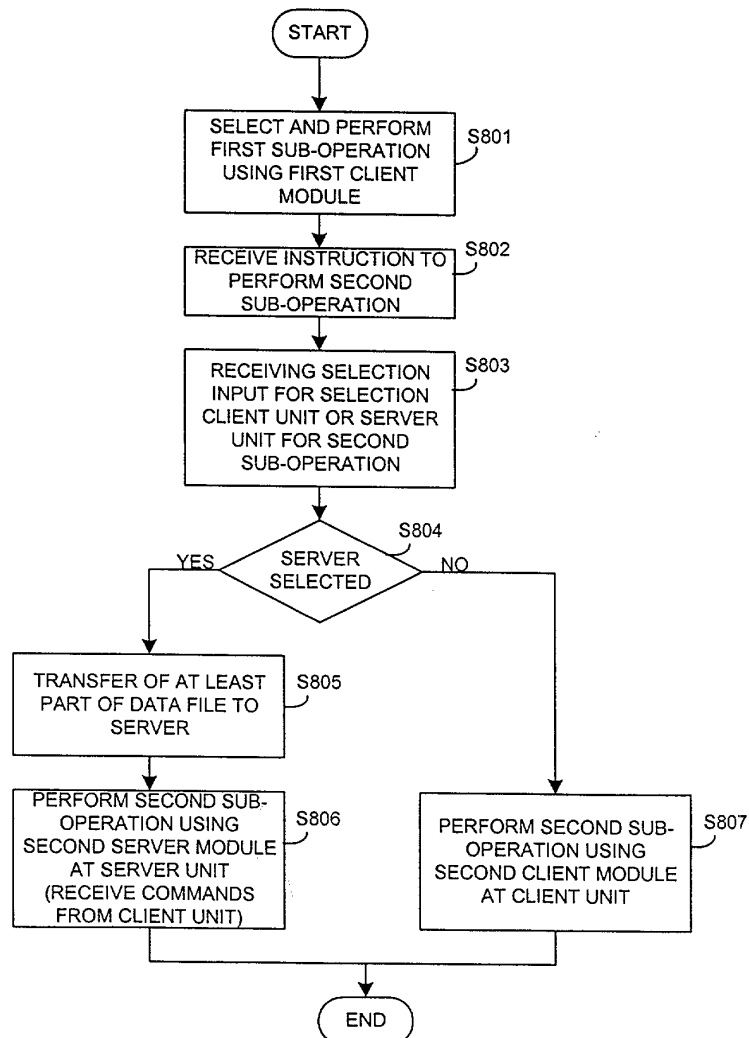 START
SELECT AND PERFORM
FIRST SUB-OPERATION
USING FIRST CLIENT
MODULE
S801
RECEIVE INSTRUCTION TO
PERFORM SECOND
SUB-OPERATION
S802
RECEIVING SELECTION
INPUT FOR SELECTION
CLIENT UNIT OR SERVER
UNIT FOR SECOND
SUB-OPERATION
S803
SERVER
SELECTED
S804
YES
NO
TRANSFER OF AT LEAST
PART OF DATA FILE TO
SERVER
S805
PERFORM SECOND SUB-
OPERATION USING
SECOND SERVER MODULE
AT SERVER UNIT
(RECEIVE COMMANDS
FROM CLIENT UNIT)
S806
PERFORM SECOND SUB-
OPERATION USING
SECOND CLIENT MODULE
AT CLIENT UNIT
S807
END